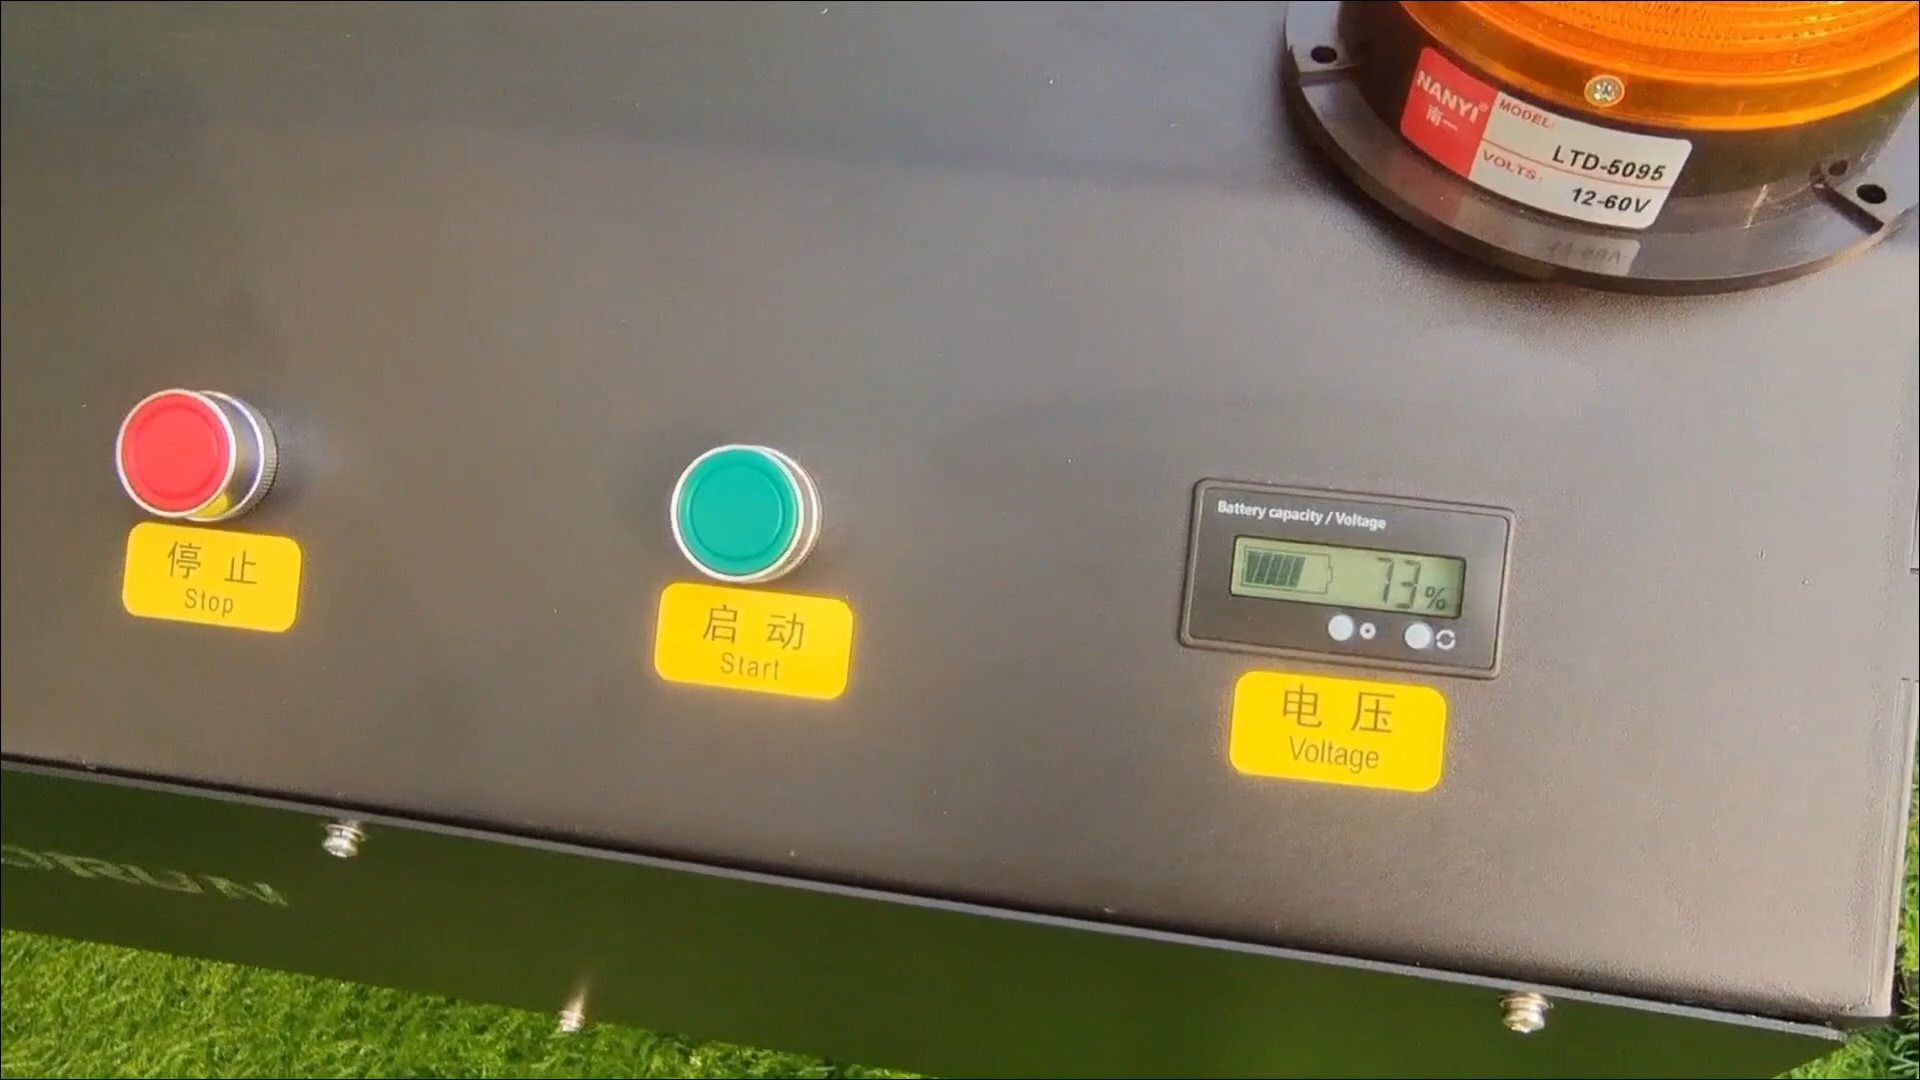 NANYI®
南一
MODEL:
LTD-5095
VOLTS:
12-60V
停止
Stop
启动
Start
Battery capacity / Voltage
73%
电压
Voltage